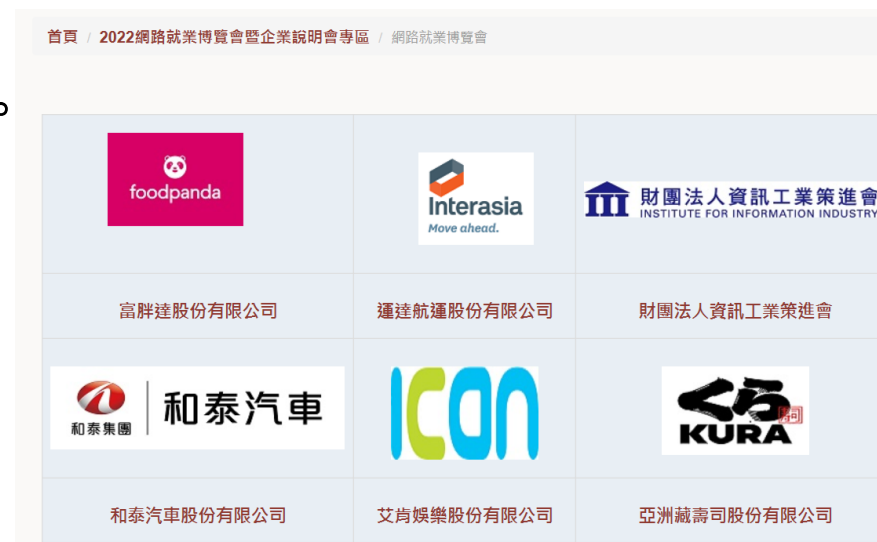 首頁 / 2022網路就業博覽會暨企業說明會專區 / 網路就業博覽會
foodpanda
Interasia
Move ahead.
財團法人資訊工業策進會
INSTITUTE FOR INFORMATION INDUSTRY
富胖達股份有限公司
運達航運股份有限公司
財團法人資訊工業策進會
和泰集團
和泰汽車
ICAN
くら
KURA
和泰汽車股份有限公司
艾肯娛樂股份有限公司
亞洲藏壽司股份有限公司